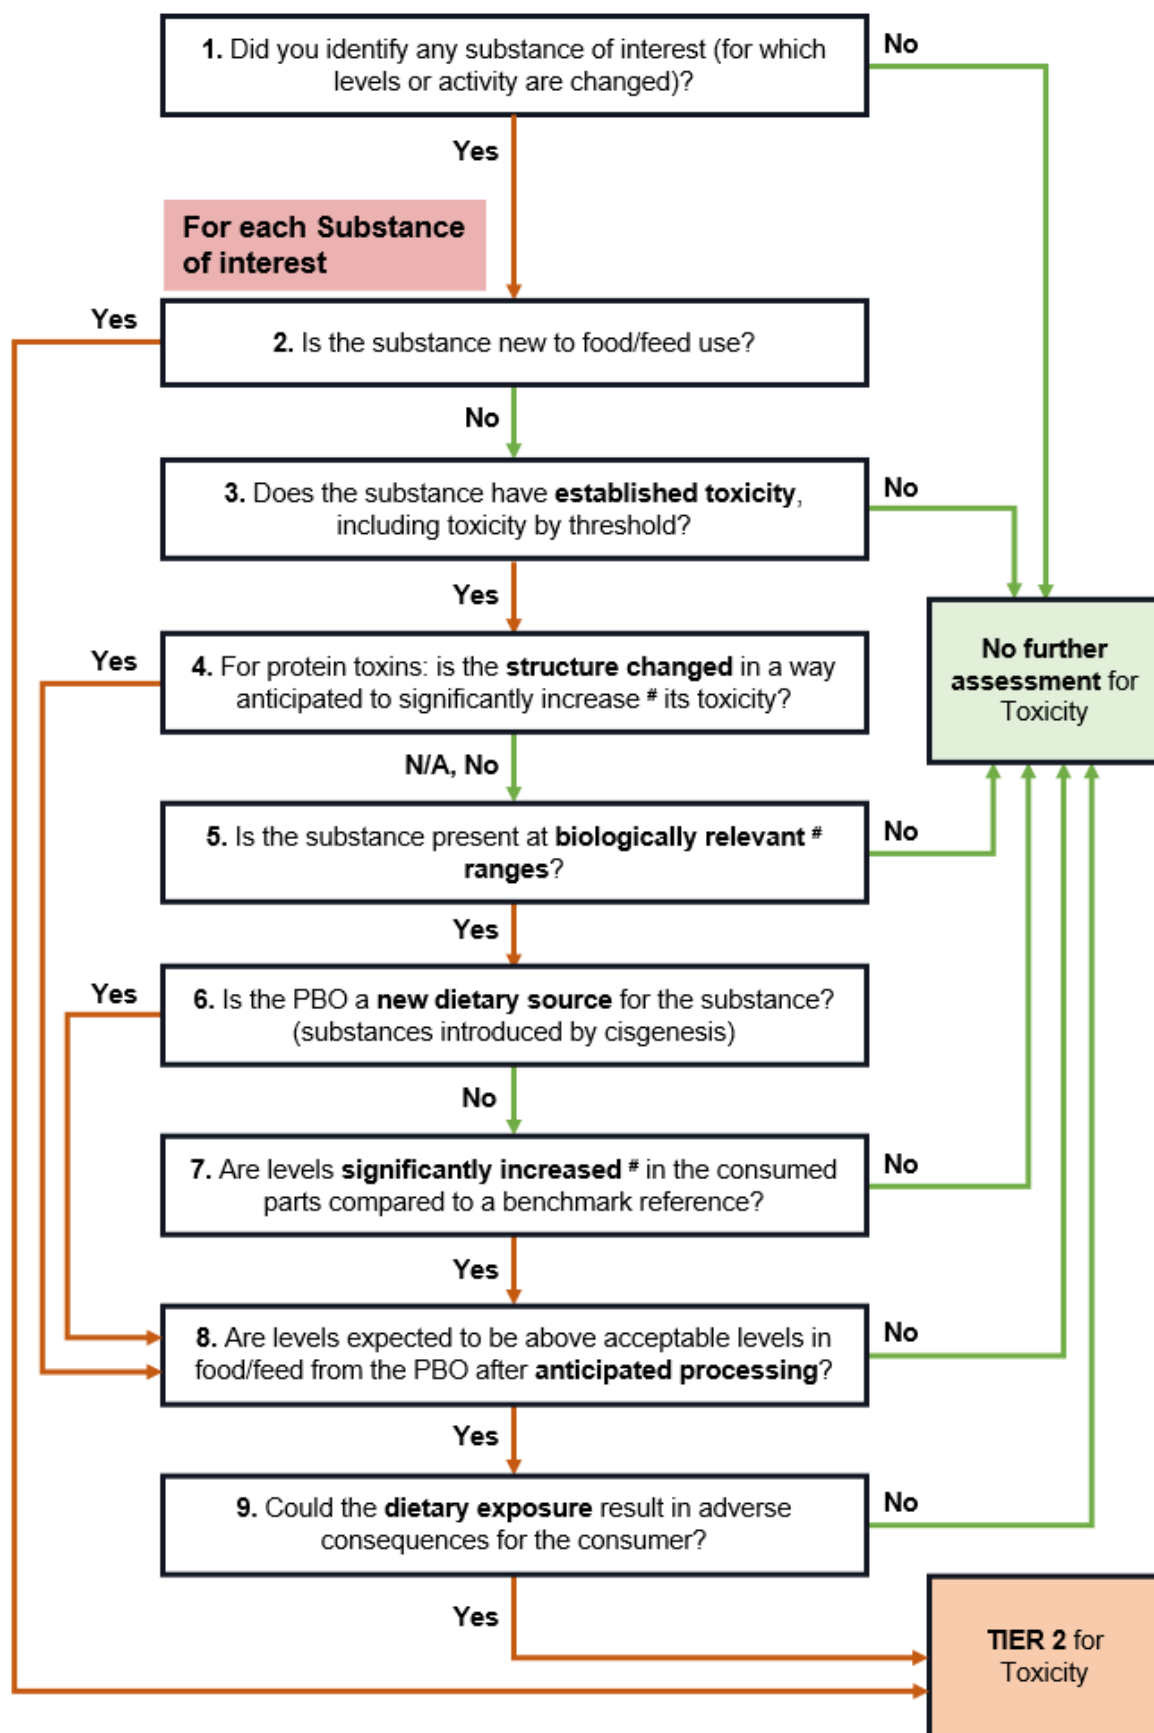 1. Did you identify any substance of interest (for which
levels or activity are changed)?
No
Yes
For each Substance
of interest
Yes
2. Is the substance new to food/feed use?
No
3. Does the substance have established toxicity,
including toxicity by threshold?
No
Yes
Yes
4. For protein toxins: is the structure changed in a way
anticipated to significantly increase # its toxicity?
No further
assessment for
Toxicity
N/A, No
5. Is the substance present at biologically relevant #
ranges?
No
Yes
Yes
6. Is the PBO a new dietary source for the substance?
(substances introduced by cisgenesis)
No
7. Are levels significantly increased # in the consumed
parts compared to a benchmark reference?
No
Yes
8. Are levels expected to be above acceptable levels in
food/feed from the PBO after anticipated processing?
No
Yes
9. Could the dietary exposure result in adverse
consequences for the consumer?
No
Yes
TIER 2 for
Toxicity